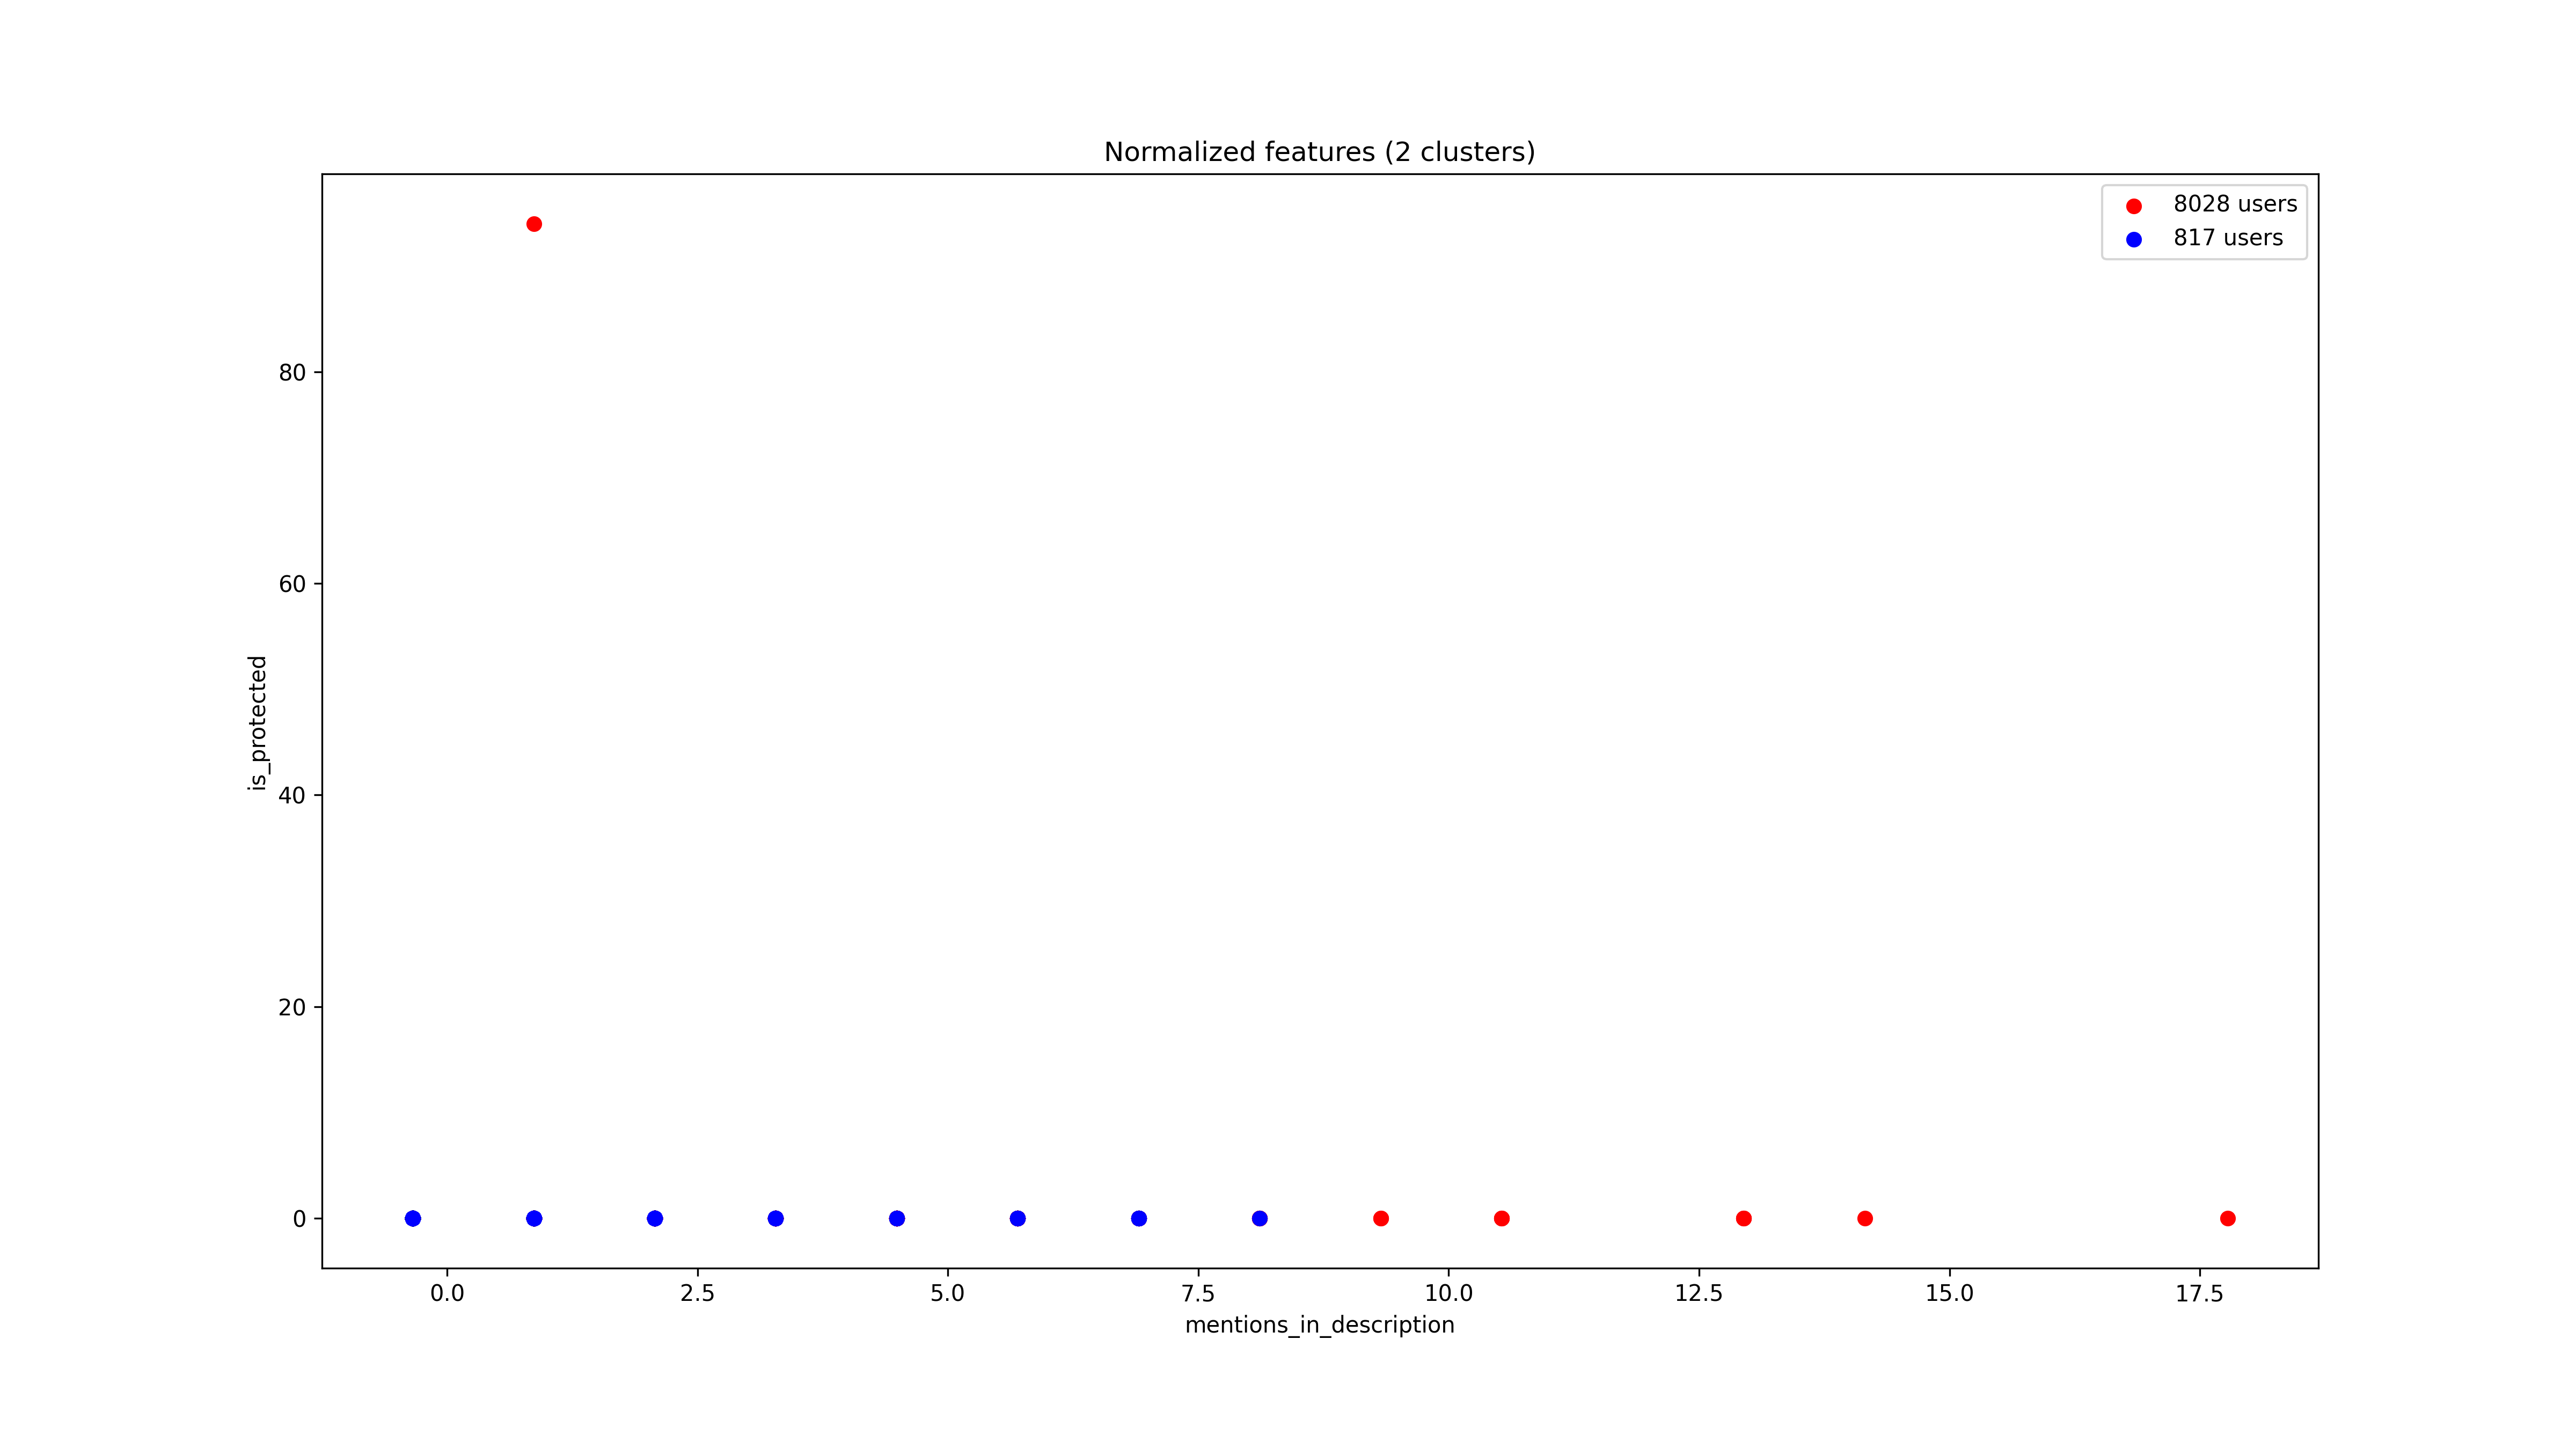 Normalized features (2 clusters)
8028 users
817 users
is_protected
80
60
40
20
0
0.0 2.5 5.0 7.5 10.0 12.5 15.0 17.5
mentions_in_description